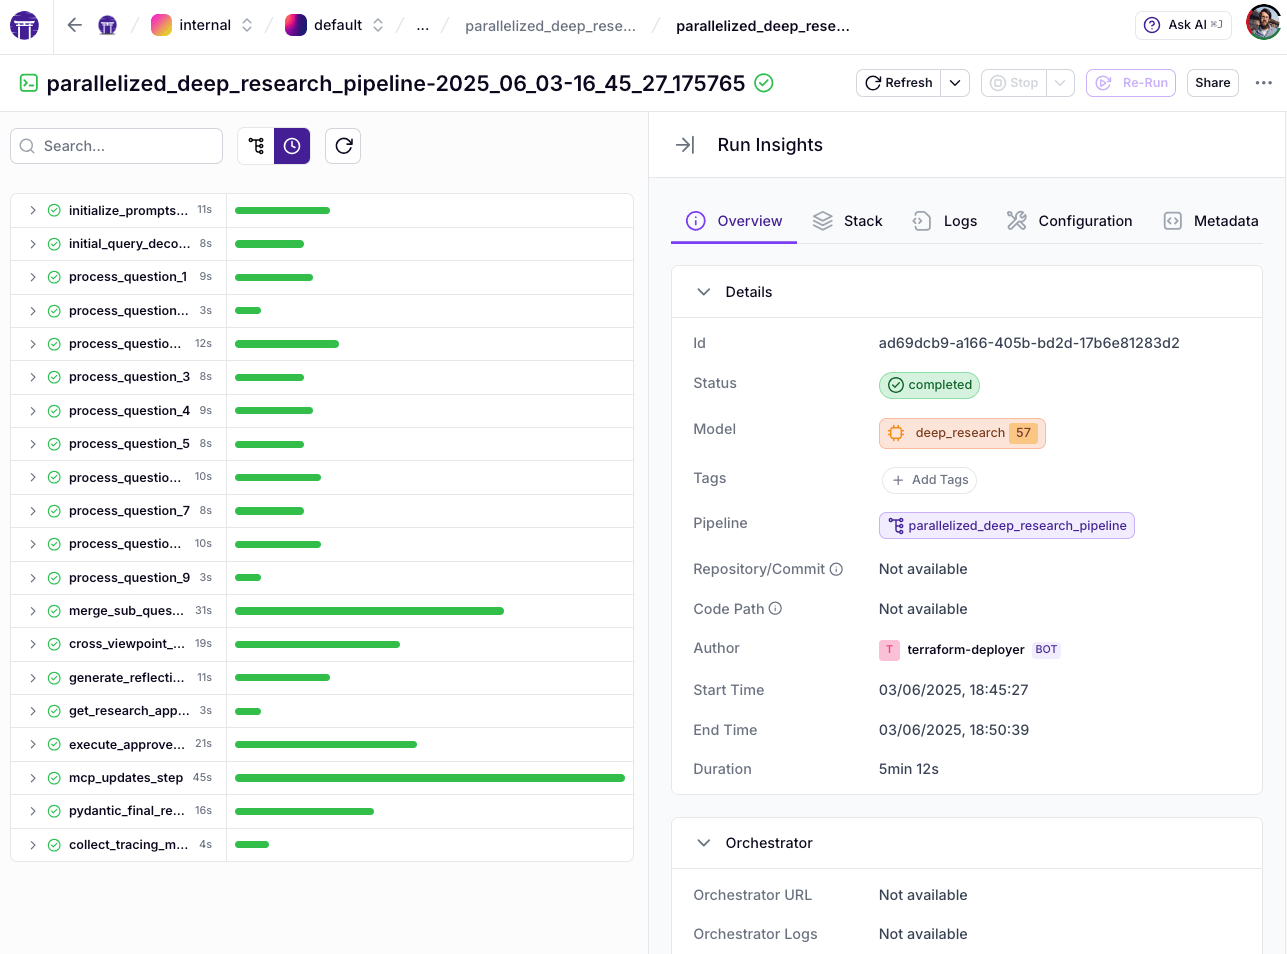 internal
default
...
parallelized_deep_rese...
parallelized_deep_rese...
Ask AI ⌘J
parallelized_deep_research_pipeline-2025_06_03-16_45_27_175765
Refresh
Stop
Re-Run
Share
Search...
initialize_prompts... 11s
initial_query_deco... 8s
process_question_1 9s
process_question... 3s
process_questio... 12s
process_question_3 8s
process_question_4 9s
process_question_5 8s
process_questio... 10s
process_question_7 8s
process_questio... 10s
process_question_9 3s
merge_sub_ques... 31s
cross_viewpoint_... 19s
generate_reflecti... 11s
get_research_app... 3s
execute_approve... 21s
mcp_updates_step 45s
pydantic_final_re... 16s
collect_tracing_m... 4s
Run Insights
Overview
Stack
Logs
Configuration
Metadata
Details
Id ad69dcb9-a166-405b-bd2d-17b6e81283d2
Status completed
Model deep_research 57
Tags + Add Tags
Pipeline parallelized_deep_research_pipeline
Repository/Commit Not available
Code Path Not available
Author T terraform-deployer BOT
Start Time 03/06/2025, 18:45:27
End Time 03/06/2025, 18:50:39
Duration 5min 12s
Orchestrator
Orchestrator URL Not available
Orchestrator Logs Not available